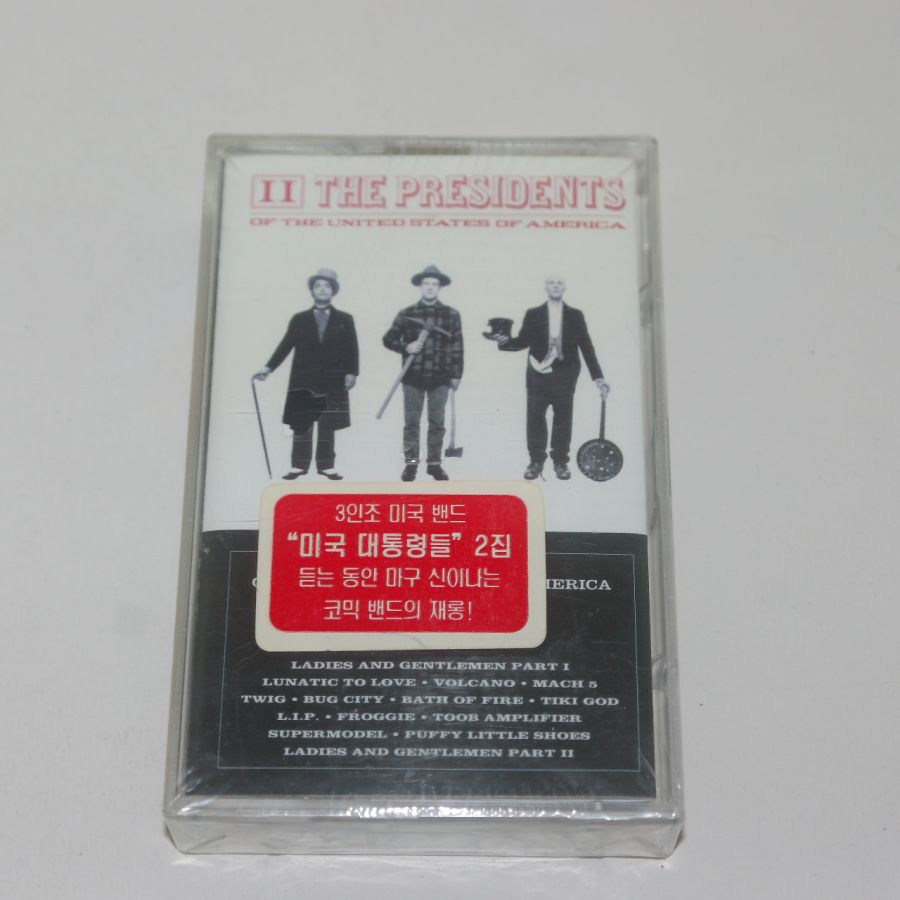 II THE PRESIDENTS
OF THE UNITED STATES OF AMERICA
3인조 미국 밴드
“미국 대통령들” 2집
듣는 동안 마구 신이나는
코믹 밴드의 재롱!
LADIES AND GENTLEMEN PART I
LUNATIC TO LOVE • VOLCANO • MACH 5
TWIG • BUG CITY • BATH OF FIRE • TIKI GOD
L.I.P. • FROGGIE • TOOB AMPLIFIER
SUPERMODEL • PUFFY LITTLE SHOES
LADIES AND GENTLEMEN PART II